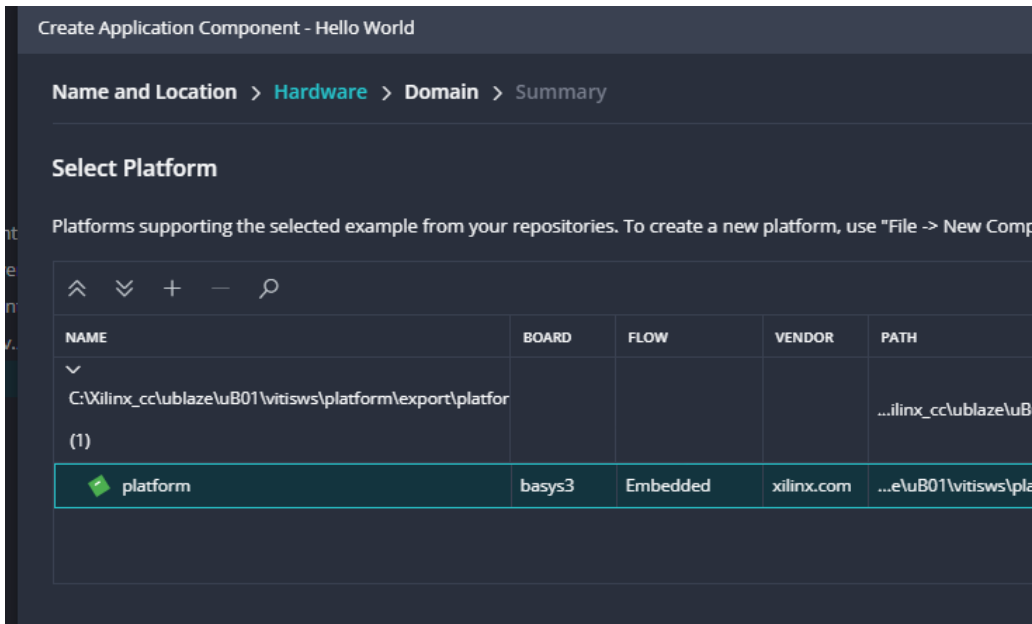 Create Application Component - Hello World
Name and Location > Hardware > Domain > Summary
Select Platform
Platforms supporting the selected example from your repositories. To create a new platform, use "File -> New Comp
NAME BOARD FLOW VENDOR PATH
C:\Xilinx_cc\ublaze\uB01\vitisws\platform\export\platfor
...ilinx_cc\ublaze\uB
(1)
platform basys3 Embedded xilinx.com ...e\uB01\vitisws\pla